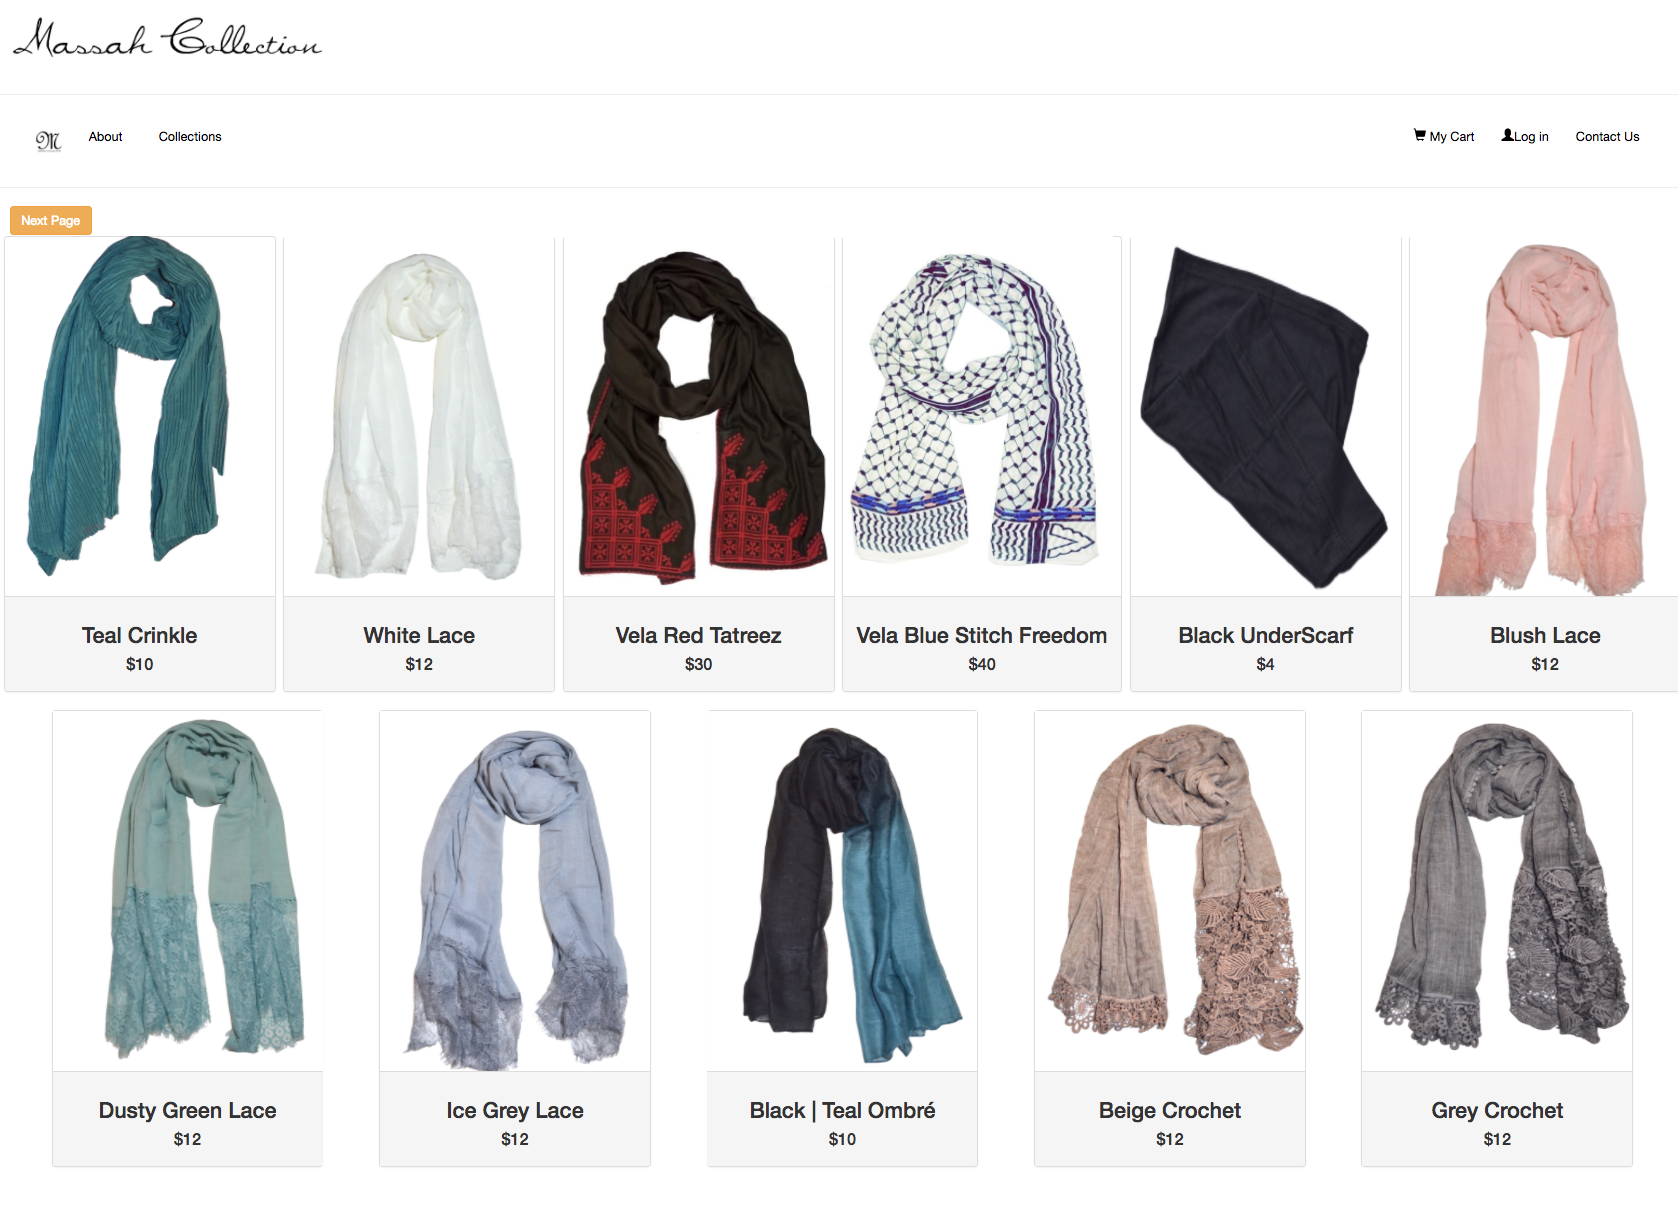 Massah Collection
M
About
Collections
My Cart
Log in
Contact Us
Next Page
Teal Crinkle
$10
White Lace
$12
Vela Red Tatreez
$30
Vela Blue Stitch Freedom
$40
Black UnderScarf
$4
Blush Lace
$12
Dusty Green Lace
$12
Ice Grey Lace
$12
Black | Teal Ombré
$10
Beige Crochet
$12
Grey Crochet
$12